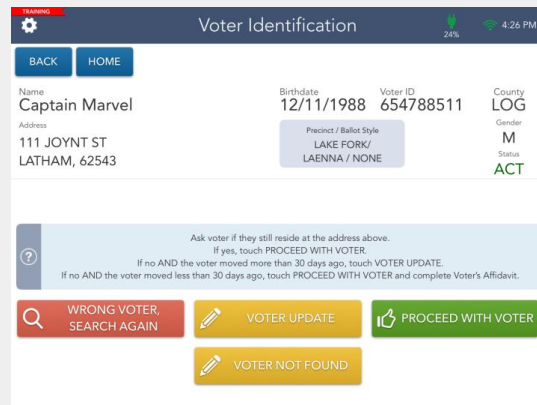 TRAINING
Voter Identification
24%
4:26 PM
BACK
HOME
Name
Captain Marvel
Birthdate
12/11/1988
Voter ID
654788511
County
LOG
Address
111 JOYNT ST
LATHAM, 62543
Precinct / Ballot Style
LAKE FORK/
LAENNA / NONE
Gender
M
Status
ACT
?
Ask voter if they still reside at the address above.
If yes, touch PROCEED WITH VOTER.
If no AND the voter moved more than 30 days ago, touch VOTER UPDATE.
If no AND the voter moved less than 30 days ago, touch PROCEED WITH VOTER and complete Voter's Affidavit.
WRONG VOTER,
SEARCH AGAIN
VOTER UPDATE
PROCEED WITH VOTER
VOTER NOT FOUND